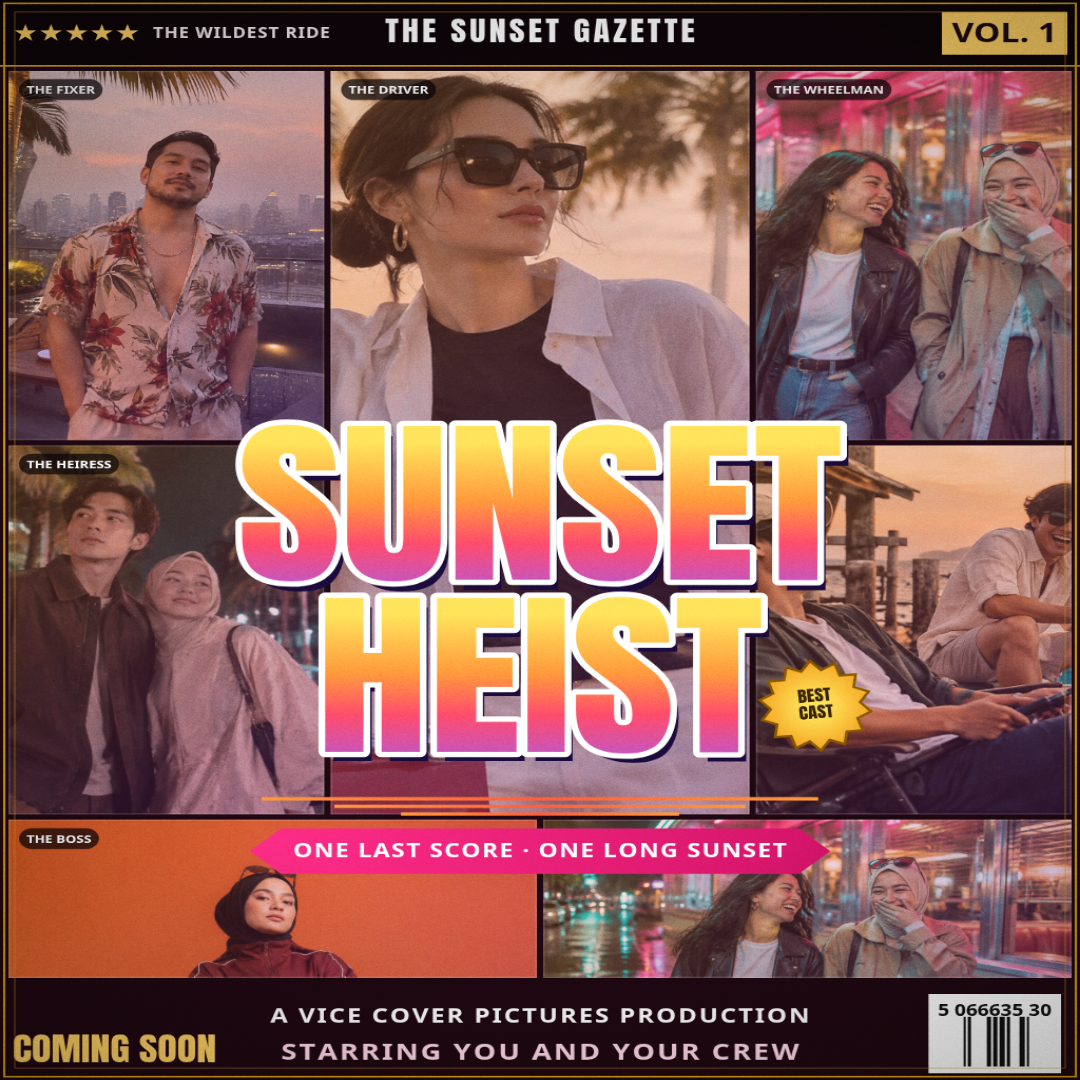 ★★★★★ THE WILDEST RIDE
THE SUNSET GAZETTE
VOL. 1
THE FIXER
THE DRIVER
THE WHEELMAN
THE HEIRESS
SUNSET
HEIST
BEST
CAST
THE BOSS
ONE LAST SCORE · ONE LONG SUNSET
A VICE COVER PICTURES PRODUCTION
COMING SOON
STARRING YOU AND YOUR CREW
5 066635 30